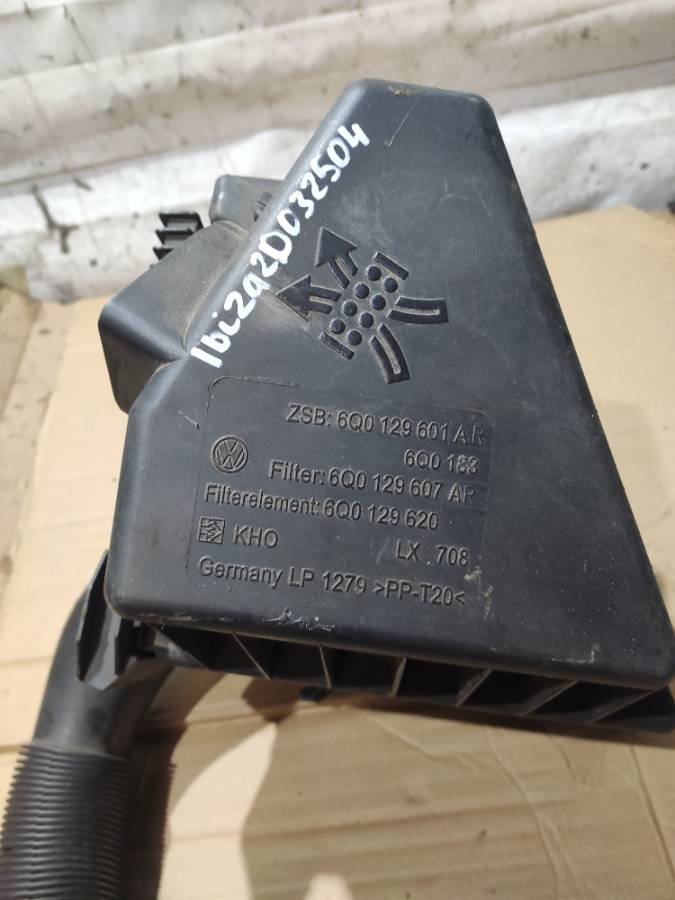 Ibiza2D032504
ZSB: 6Q0 129 601 AR
6Q0 183
Filter: 6Q0 129 607 AR
Filterelement: 6Q0 129 620
KHO LX 708
Germany LP 1279 >PP-T20<